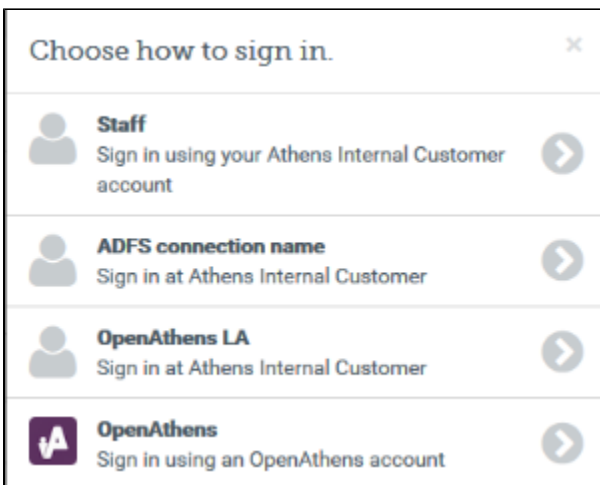 Choose how to sign in.
Staff
Sign in using your Athens Internal Customer
account
ADFS connection name
Sign in at Athens Internal Customer
OpenAthens LA
Sign in at Athens Internal Customer
OpenAthens
Sign in using an OpenAthens account